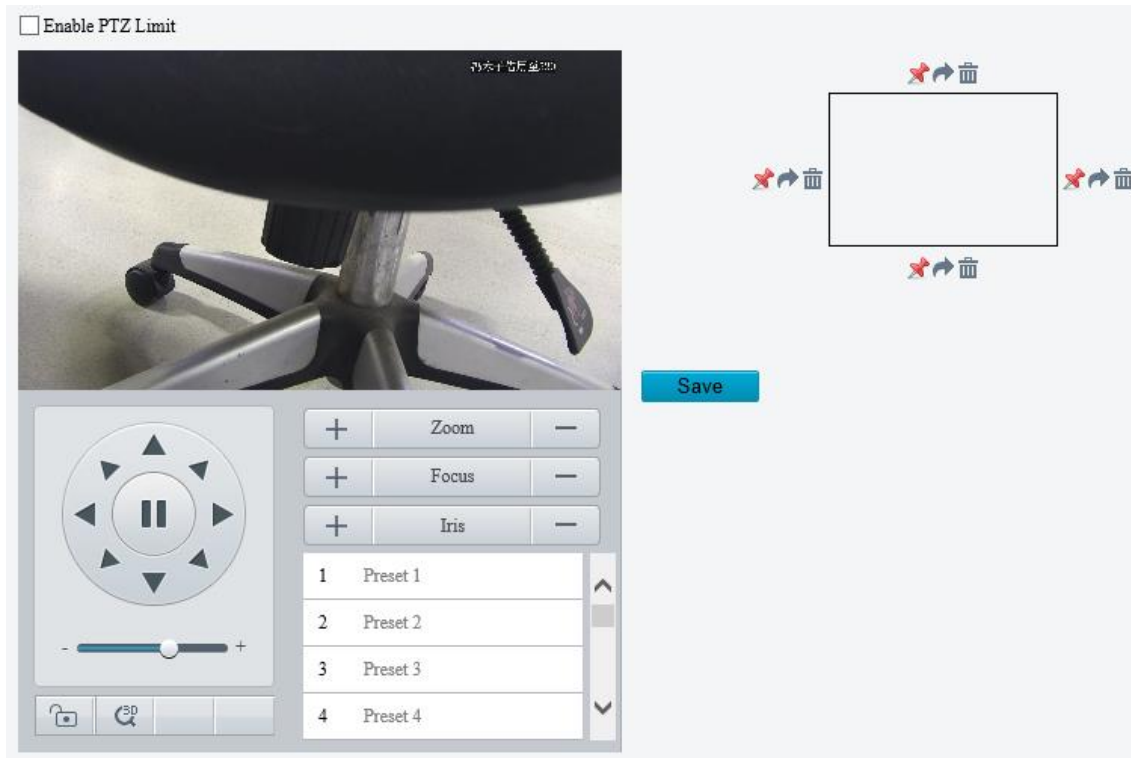 Enable PTZ Limit
Save
+ Zoom −
+ Focus −
+ Iris −
1 Preset 1
2 Preset 2
3 Preset 3
4 Preset 4
- +
3D